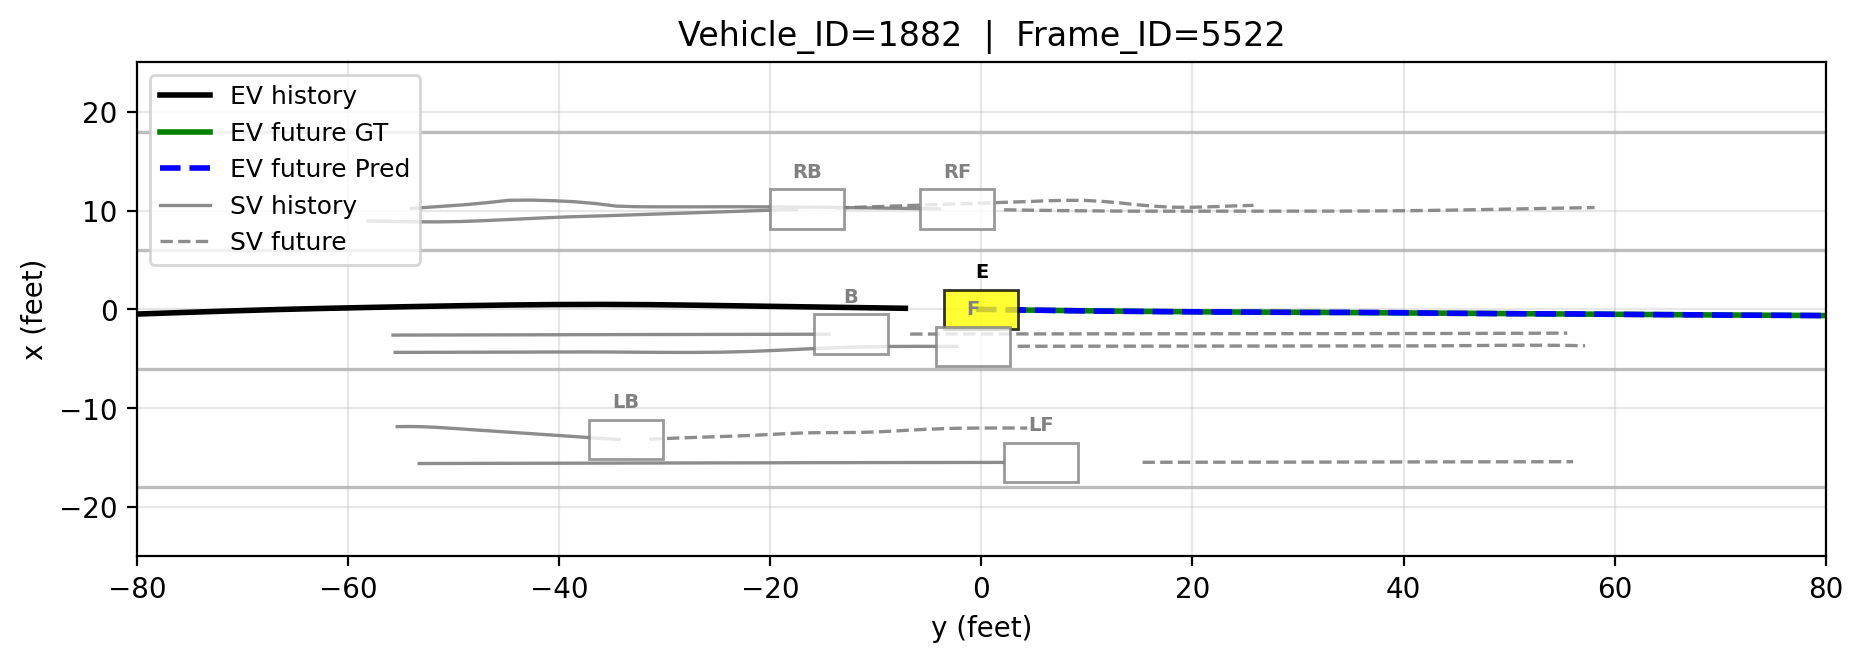 Vehicle_ID=1882 | Frame_ID=5522
EV history
EV future GT
EV future Pred
SV history
SV future
RB
RF
E
F
B
LB
LF
20
10
0
−10
−20
x (feet)
−80
−60
−40
−20
0
20
40
60
80
y (feet)